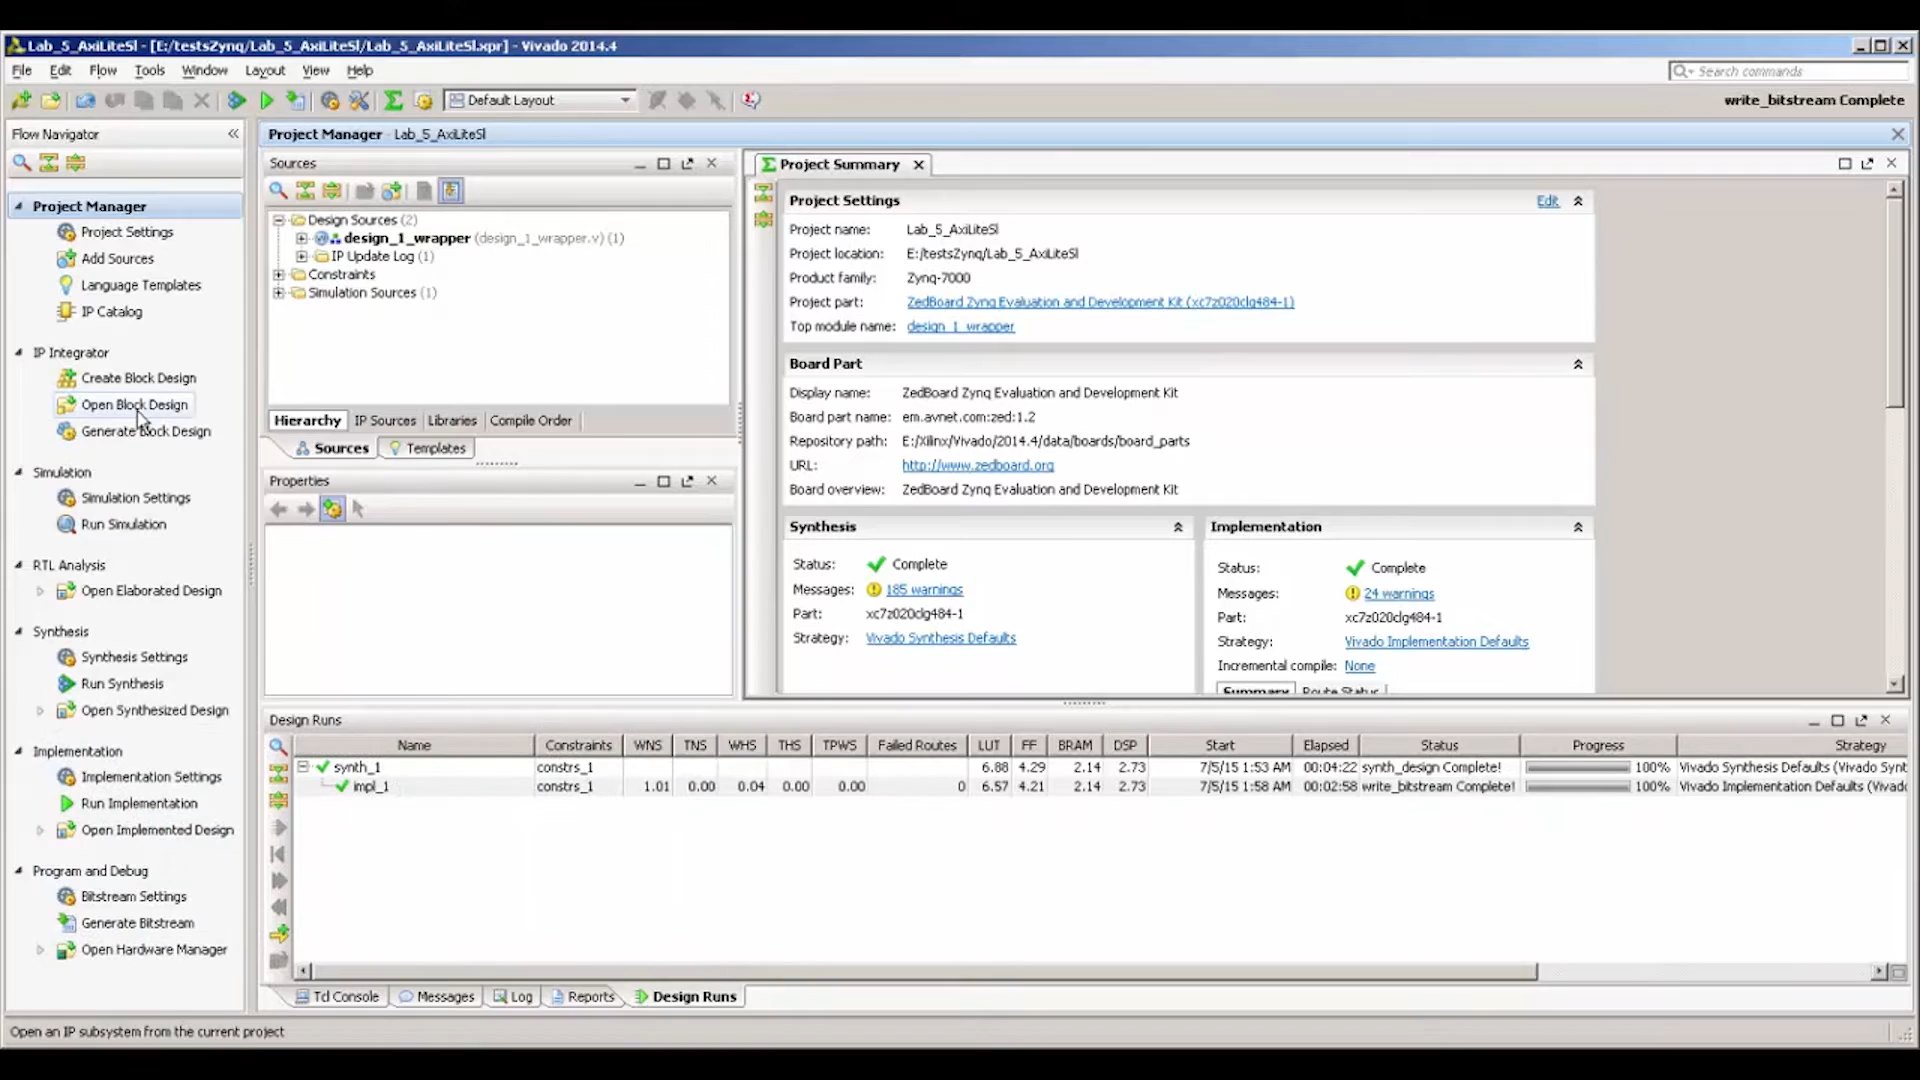 Lab_5_AxiLiteSl - [E:/testsZynq/Lab_5_AxiLiteSl/Lab_5_AxiLiteSl.xpr] - Vivado 2014.4
File Edit Flow Tools Window Layout View Help
Search commands
Default Layout
write_bitstream Complete
Flow Navigator
Project Manager - Lab_5_AxiLiteSl
Project Manager
Project Settings
Add Sources
Language Templates
IP Catalog
IP Integrator
Create Block Design
Open Block Design
Generate Block Design
Simulation
Simulation Settings
Run Simulation
RTL Analysis
Open Elaborated Design
Synthesis
Synthesis Settings
Run Synthesis
Open Synthesized Design
Implementation
Implementation Settings
Run Implementation
Open Implemented Design
Program and Debug
Bitstream Settings
Generate Bitstream
Open Hardware Manager
Sources
Design Sources (2)
design_1_wrapper (design_1_wrapper.v) (1)
IP Update Log (1)
Constraints
Simulation Sources (1)
Hierarchy IP Sources Libraries Compile Order
Sources Templates
Properties
Project Summary
Project Settings Edit
Project name: Lab_5_AxiLiteSl
Project location: E:/testsZynq/Lab_5_AxiLiteSl
Product family: Zynq-7000
Project part: ZedBoard Zynq Evaluation and Development Kit (xc7z020clg484-1)
Top module name: design_1_wrapper
Board Part
Display name: ZedBoard Zynq Evaluation and Development Kit
Board part name: em.avnet.com:zed:1.2
Repository path: E:/Xilinx/Vivado/2014.4/data/boards/board_parts
URL: http://www.zedboard.org
Board overview: ZedBoard Zynq Evaluation and Development Kit
Synthesis
Status: Complete
Messages: 185 warnings
Part: xc7z020clg484-1
Strategy: Vivado Synthesis Defaults
Implementation
Status: Complete
Messages: 24 warnings
Part: xc7z020clg484-1
Strategy: Vivado Implementation Defaults
Incremental compile: None
Summary Route Status
Design Runs
Name Constraints WNS TNS WHS THS TPWS Failed Routes LUT FF BRAM DSP Start Elapsed Status Progress Strategy
synth_1 constrs_1 6.88 4.29 2.14 2.73 7/5/15 1:53 AM 00:04:22 synth_design Complete! 100% Vivado Synthesis Defaults (Vivado Synt
impl_1 constrs_1 1.01 0.00 0.04 0.00 0.00 0 6.57 4.21 2.14 2.73 7/5/15 1:58 AM 00:02:58 write_bitstream Complete! 100% Vivado Implementation Defaults (Vivado
Tcl Console Messages Log Reports Design Runs
Open an IP subsystem from the current project